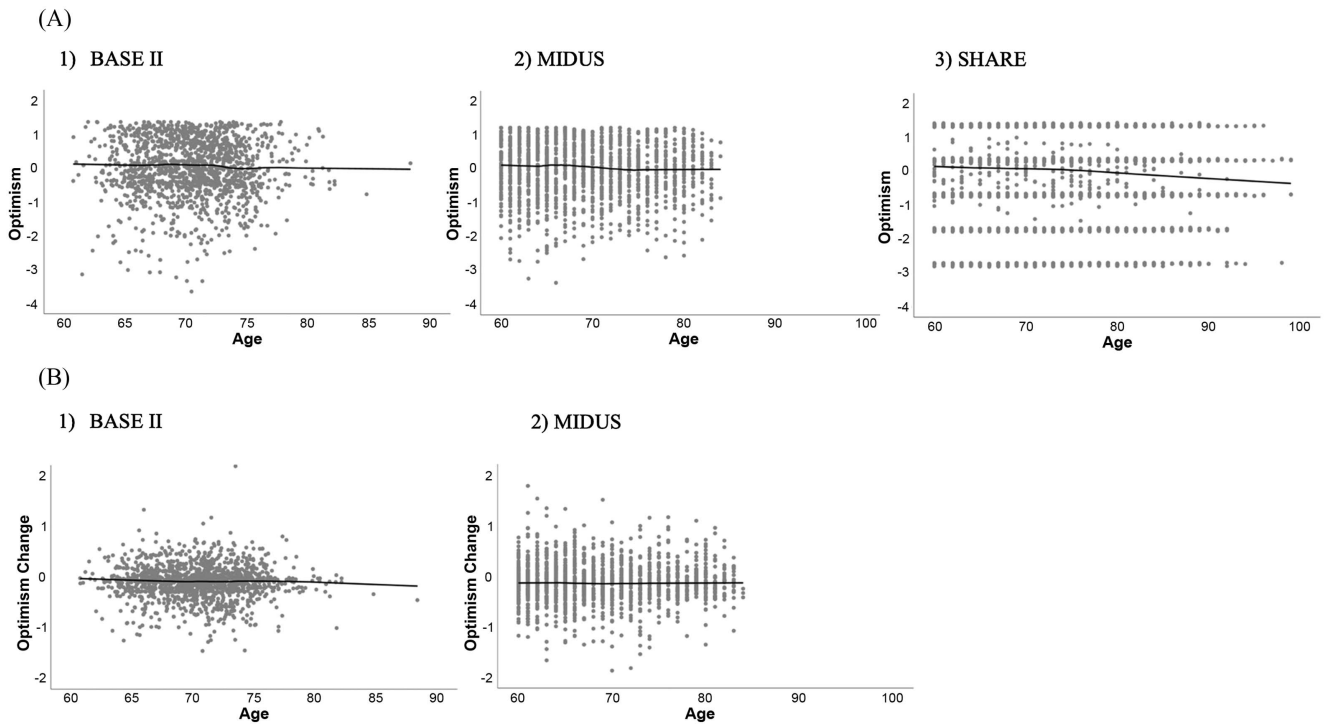 (A)
1) BASE II
2) MIDUS
3) SHARE
2
1
0
-1
-2
-3
-4
Optimism
60 65 70 75 80 85 90
Age
2
1
0
-1
-2
-3
-4
Optimism
60 70 80 90 100
Age
2
1
0
-1
-2
-3
-4
Optimism
60 70 80 90 100
Age
(B)
1) BASE II
2) MIDUS
2
1
0
-1
-2
Optimism Change
60 65 70 75 80 85 90
Age
2
1
0
-1
-2
Optimism Change
60 70 80 90 100
Age